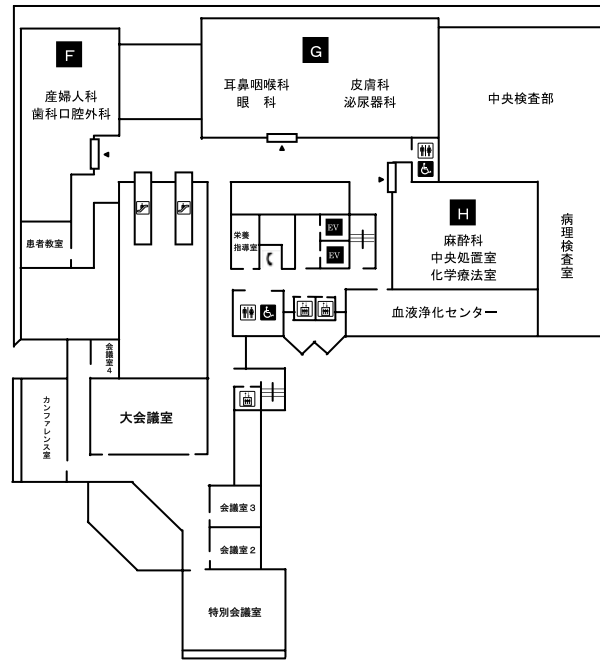 F
産婦人科
歯科口腔外科
G
耳鼻咽喉科
眼　科
皮膚科
泌尿器科
中央検査部
H
麻酔科
中央処置室
化学療法室
病理検査室
患者教室
栄養
指導室
EV
EV
血液浄化センター
会議室４
大会議室
カンファレンス室
会議室３
会議室２
特別会議室